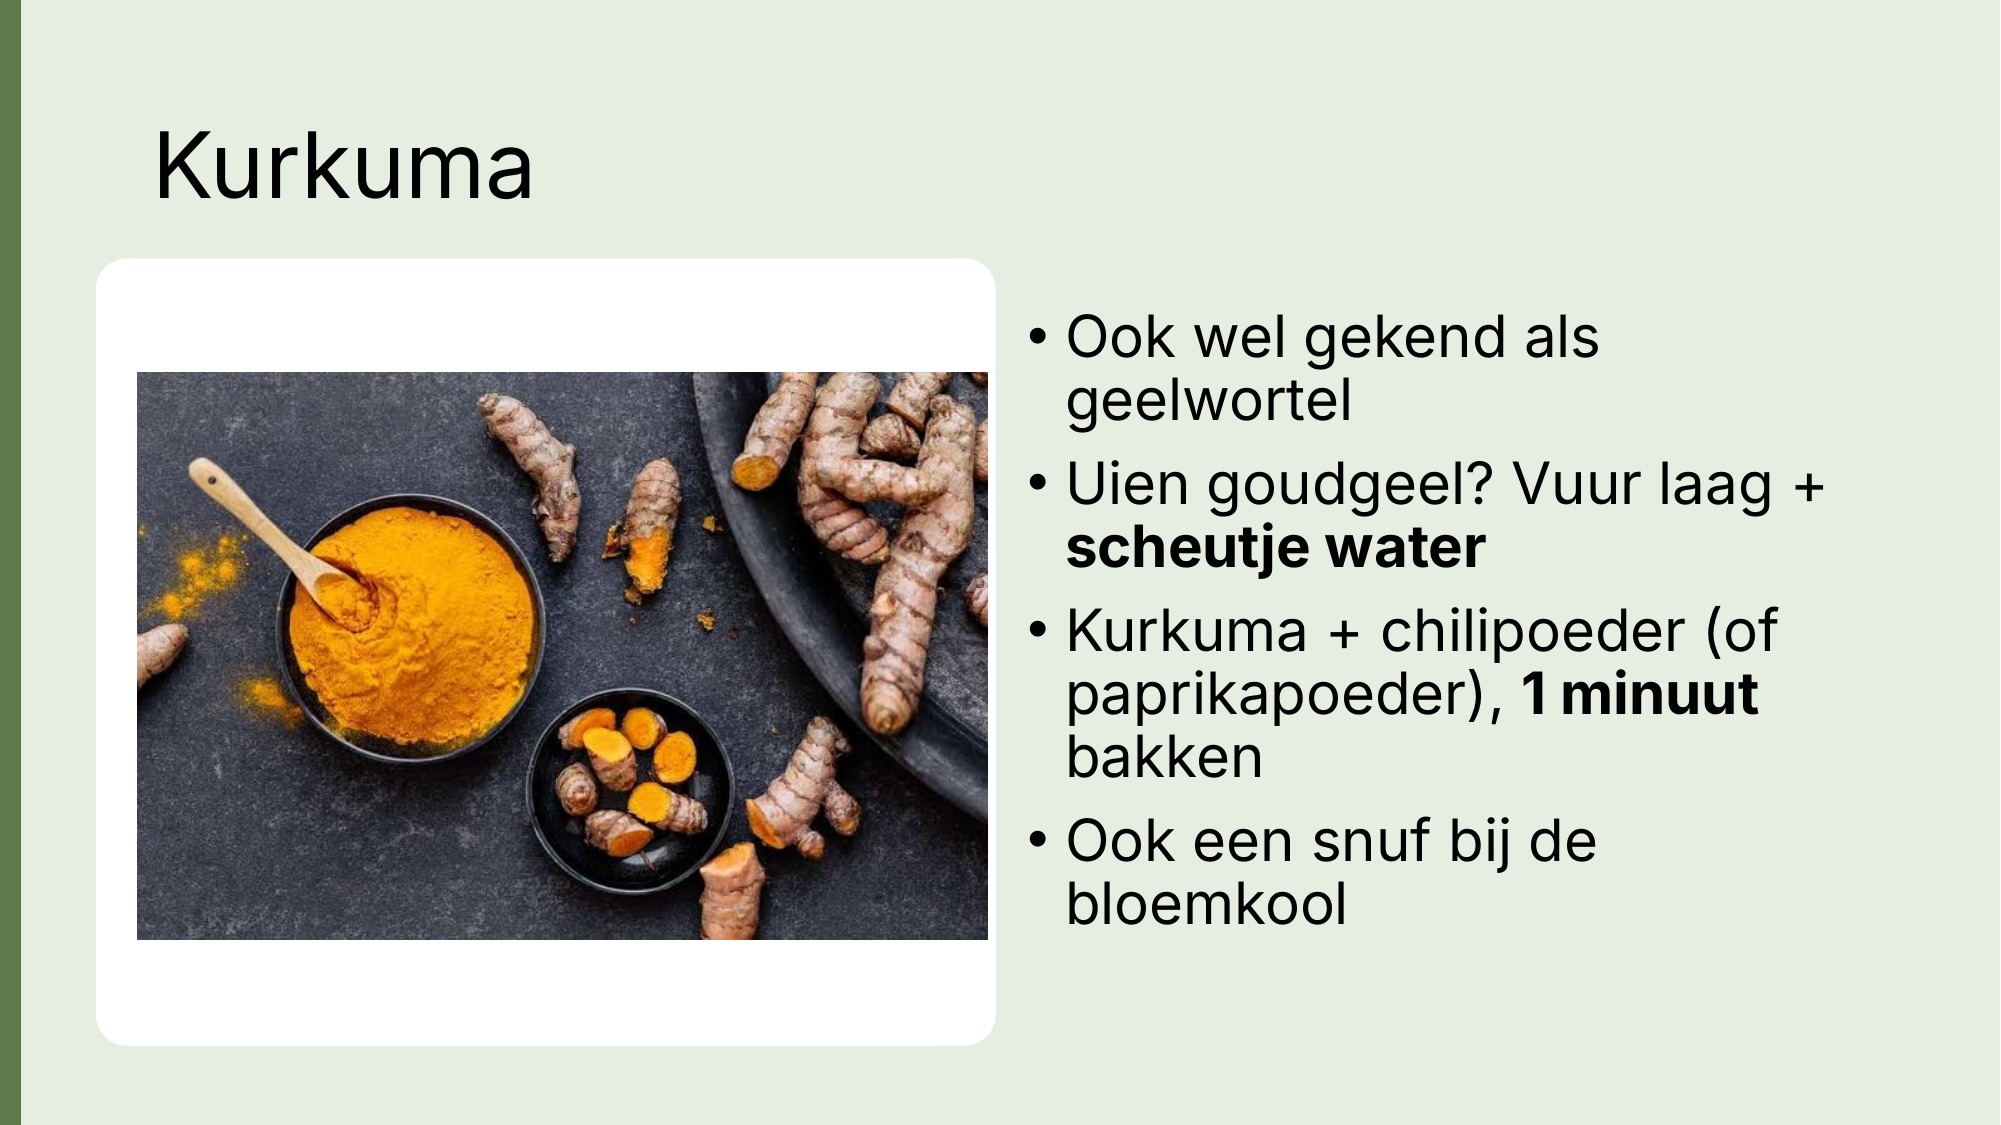 Kurkuma
• Ook wel gekend als
geelwortel
• Uien goudgeel? Vuur laag +
scheutje water
• Kurkuma + chilipoeder (of
paprikapoeder), 1 minuut
bakken
• Ook een snuf bij de
bloemkool